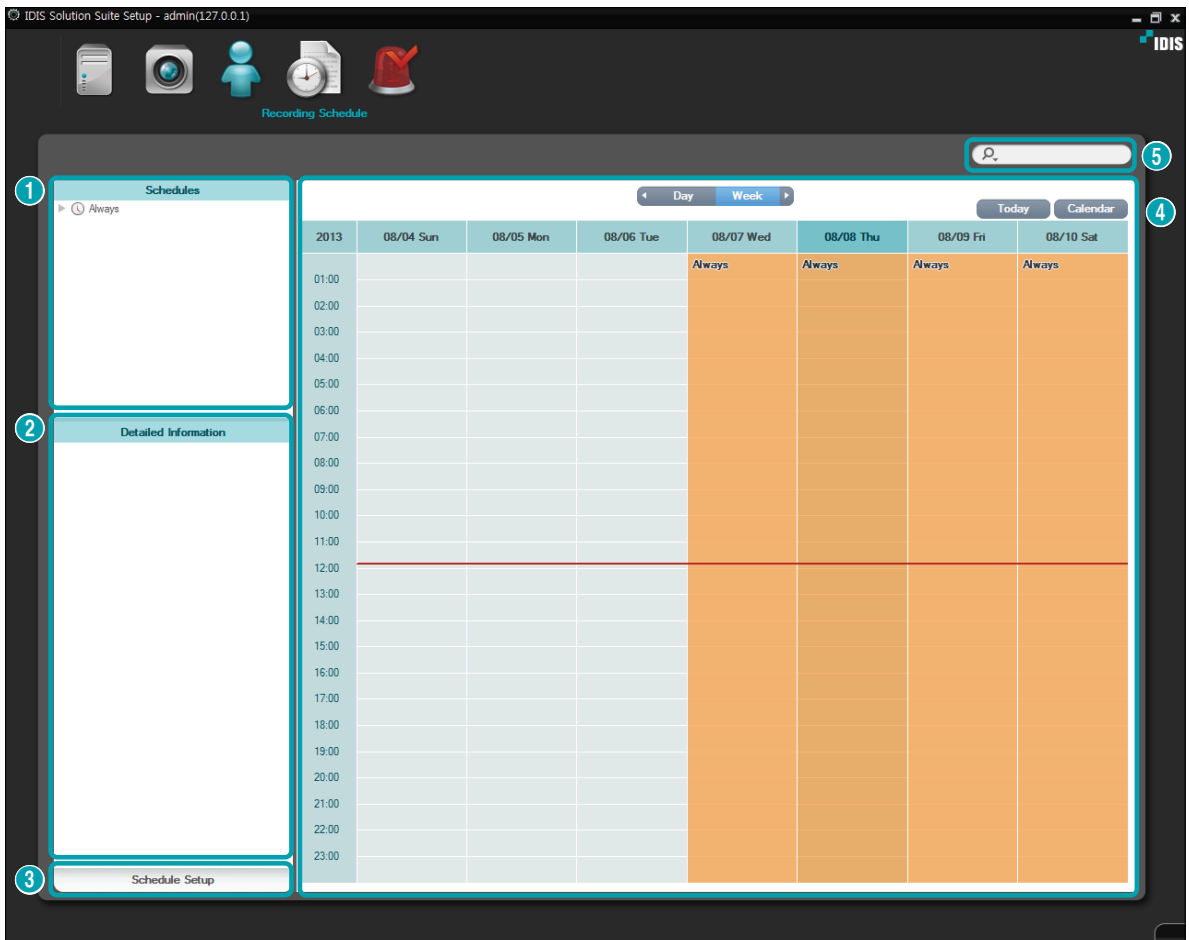 IDIS Solution Suite Setup - admin(127.0.0.1)
IDIS
Recording Schedule
5
1
Schedules
Always
Day Week
Today Calendar
4
2013 08/04 Sun 08/05 Mon 08/06 Tue 08/07 Wed 08/08 Thu 08/09 Fri 08/10 Sat
Always Always Always Always
01:00
02:00
03:00
04:00
05:00
06:00
2
Detailed Information
07:00
08:00
09:00
10:00
11:00
12:00
13:00
14:00
15:00
16:00
17:00
18:00
19:00
20:00
21:00
22:00
23:00
3
Schedule Setup